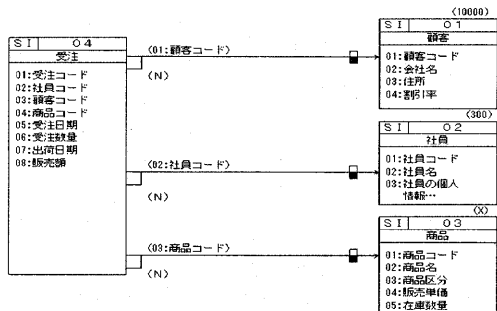 SI 04
受注
01:受注コード
02:社員コード
03:顧客コード
04:商品コード
05:受注日期
06:受注数量
07:出荷日期
08:販売額
(01:顧客コード)
(N)
(02:社員コード)
(N)
(03:商品コード)
(N)
(10000)
SI 01
顧客
01:顧客コード
02:会社名
03:住所
04:割引率
(300)
SI 02
社員
01:社員コード
02:社員名
03:社員の個人
情報…
(X)
SI 03
商品
01:商品コード
02:商品名
03:商品区分
04:販売単価
05:在庫数量